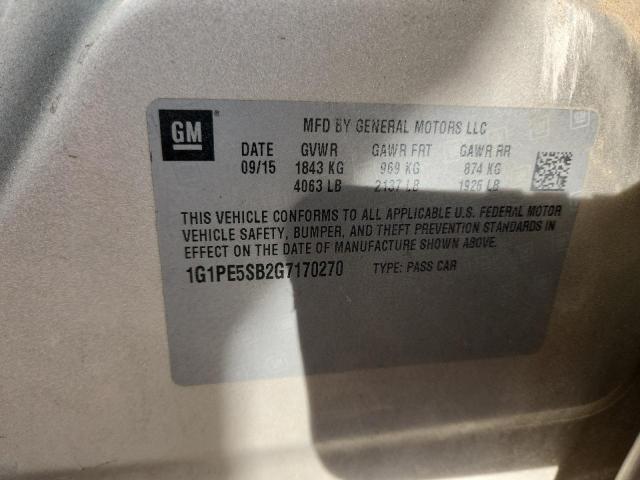 GM ® MFD BY GENERAL MOTORS LLC
DATE GVWR GAWR FRT GAWR RR
09/15 1843 KG 969 KG 874 KG
4063 LB 2137 LB 1926 LB
THIS VEHICLE CONFORMS TO ALL APPLICABLE U.S. FEDERAL MOTOR
VEHICLE SAFETY, BUMPER, AND THEFT PREVENTION STANDARDS IN
EFFECT ON THE DATE OF MANUFACTURE SHOWN ABOVE.
1G1PE5SB2G7170270 TYPE: PASS CAR